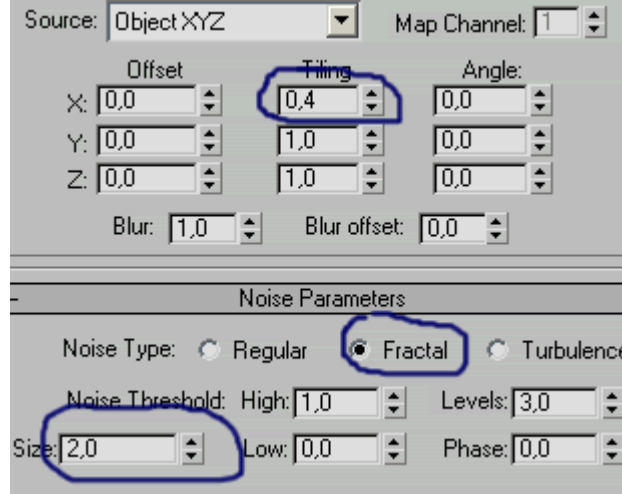 Source: Object XYZ Map Channel: 1
Offset Tiling Angle:
X: 0,0 0,4 0,0
Y: 0,0 1,0 0,0
Z: 0,0 1,0 0,0
Blur: 1,0 Blur offset: 0,0
- Noise Parameters
Noise Type: Regular Fractal Turbulence
Noise Threshold: High: 1,0 Levels: 3,0
Size: 2,0 Low: 0,0 Phase: 0,0